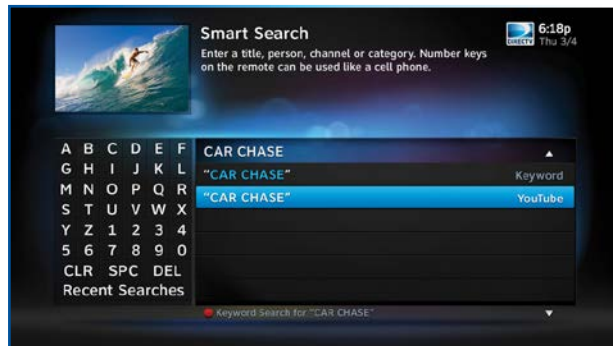 Smart Search
Enter a title, person, channel or category. Number keys
on the remote can be used like a cell phone.
DIRECTV
6:18p
Thu 3/4
A B C D E F
G H I J K L
M N O P Q R
S T U V W X
Y Z 1 2 3 4
5 6 7 8 9 0
CLR SPC DEL
Recent Searches
CAR CHASE
"CAR CHASE" Keyword
"CAR CHASE" YouTube
Keyword Search for "CAR CHASE"